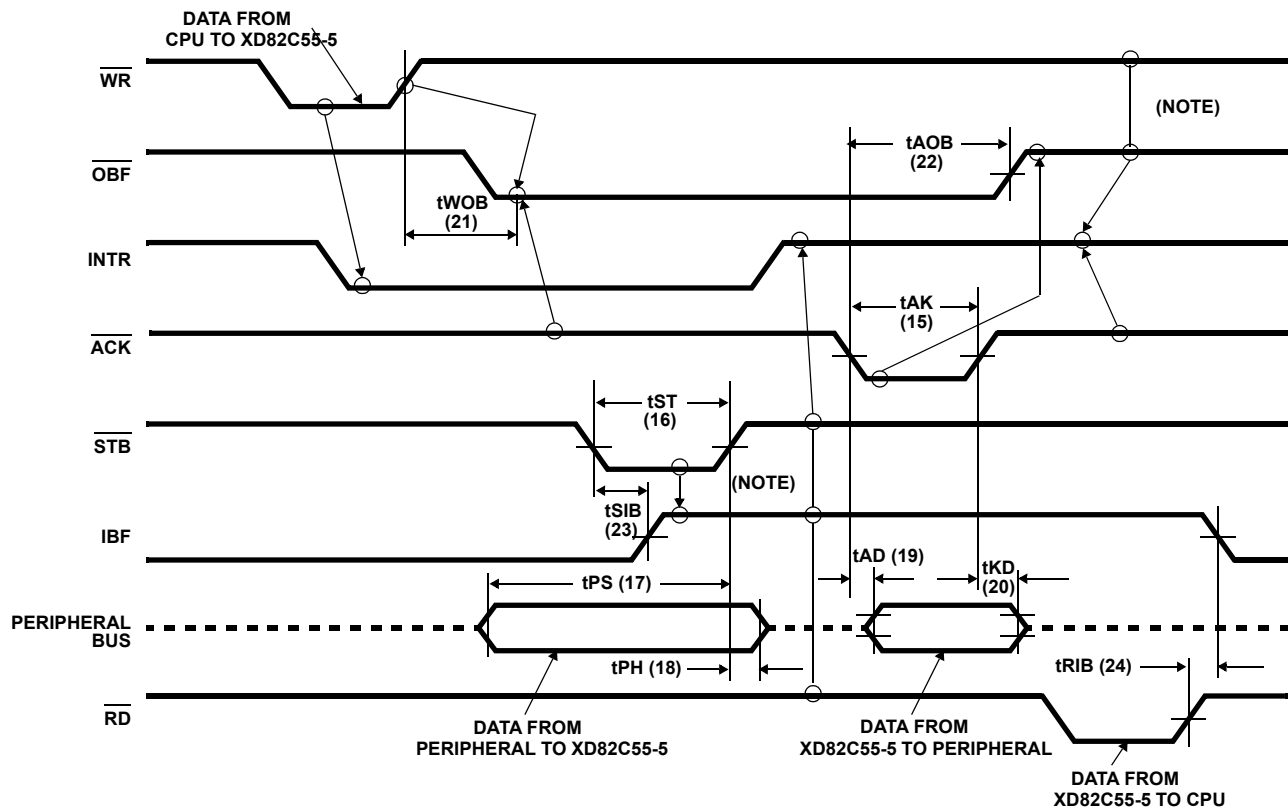 DATA FROM
CPU TO XD82C55-5
WR
(NOTE)
tAOB
(22)
OBF
tWOB
(21)
INTR
tAK
(15)
ACK
tST
(16)
STB
(NOTE)
tSIB
(23)
IBF
tAD (19)
tKD
(20)
tPS (17)
PERIPHERAL
BUS
tPH (18)
tRIB (24)
RD
DATA FROM
PERIPHERAL TO XD82C55-5
DATA FROM
XD82C55-5 TO PERIPHERAL
DATA FROM
XD82C55-5 TO CPU